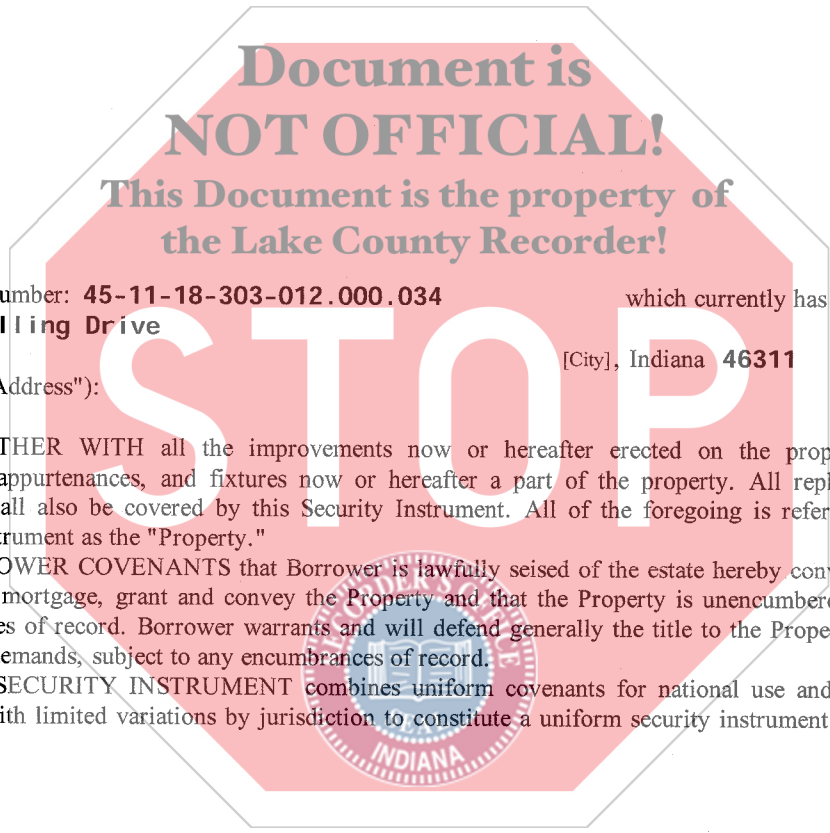 Document is
NOT OFFICIAL!
This Document is the property of
the Lake County Recorder!
umber: 45-11-18-303-012.000.034 which currently has
lling Drive
[City], Indiana 46311
Address"):
STOP
THER WITH all the improvements now or hereafter erected on the prop
appurtenances, and fixtures now or hereafter a part of the property. All repl
all also be covered by this Security Instrument. All of the foregoing is refer
trument as the "Property."
OWER COVENANTS that Borrower is lawfully seised of the estate hereby conv
mortgage, grant and convey the Property and that the Property is unencumbere
es of record. Borrower warrants and will defend generally the title to the Prope
emands, subject to any encumbrances of record.
SECURITY INSTRUMENT combines uniform covenants for national use and
ith limited variations by jurisdiction to constitute a uniform security instrument
RECORDER'S OFFICE
SEAL
INDIANA